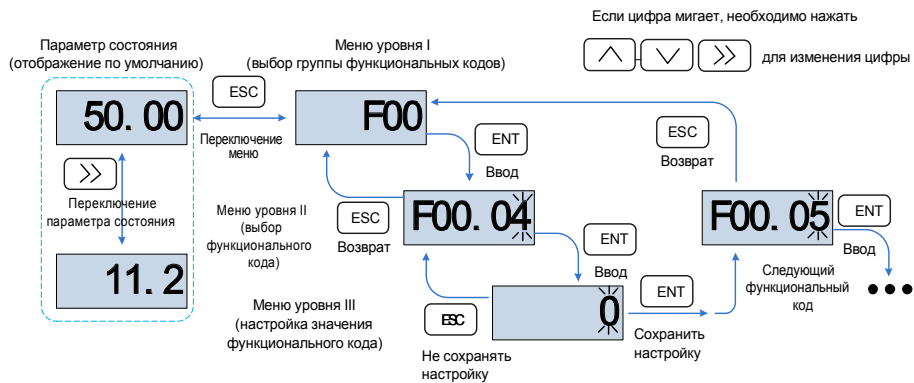 Если цифра мигает, необходимо нажать
для изменения цифры
Параметр состояния
(отображение по умолчанию)
50.00
Переключение
параметра состояния
11.2
ESC
Переключение
меню
Меню уровня I
(выбор группы функциональных кодов)
F00
ENT
Ввод
Меню уровня II
(выбор
функционального
кода)
ESC
Возврат
F00.04
ENT
Ввод
Меню уровня III
(настройка значения
функционального кода)
ESC
Не сохранять
настройку
0
ENT
Сохранить
настройку
ESC
Возврат
F00.05
ENT
Ввод
Следующий
функциональный
код